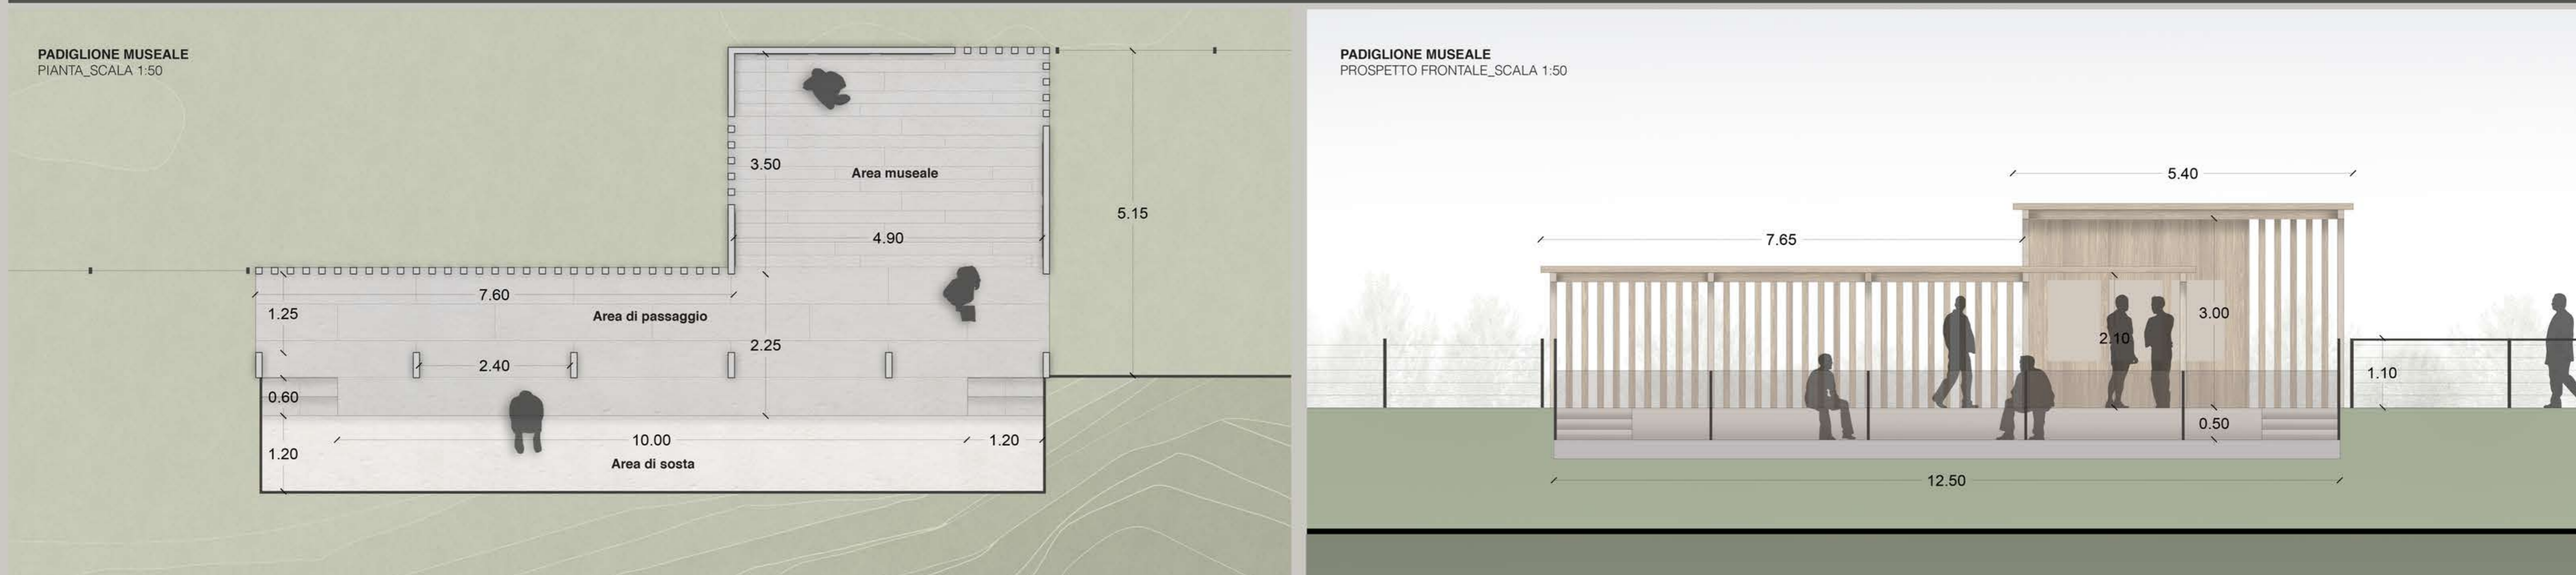 PADIGLIONE MUSEALE
PIANTA_SCALA 1:50
3.50
Area museale
5.15
4.90
7.60
1.25
Area di passaggio
2.25
2.40
0.60
10.00
1.20
1.20
Area di sosta
PADIGLIONE MUSEALE
PROSPETTO FRONTALE_SCALA 1:50
5.40
7.65
3.00
2.10
1.10
0.50
12.50